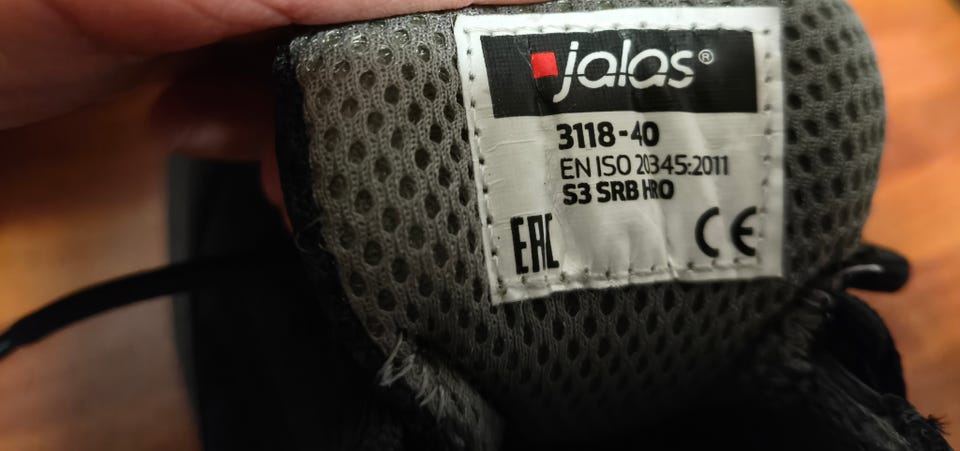 jalas®
3118-40
EN ISO 20345:2011
S3 SRB HRO
EAC CE